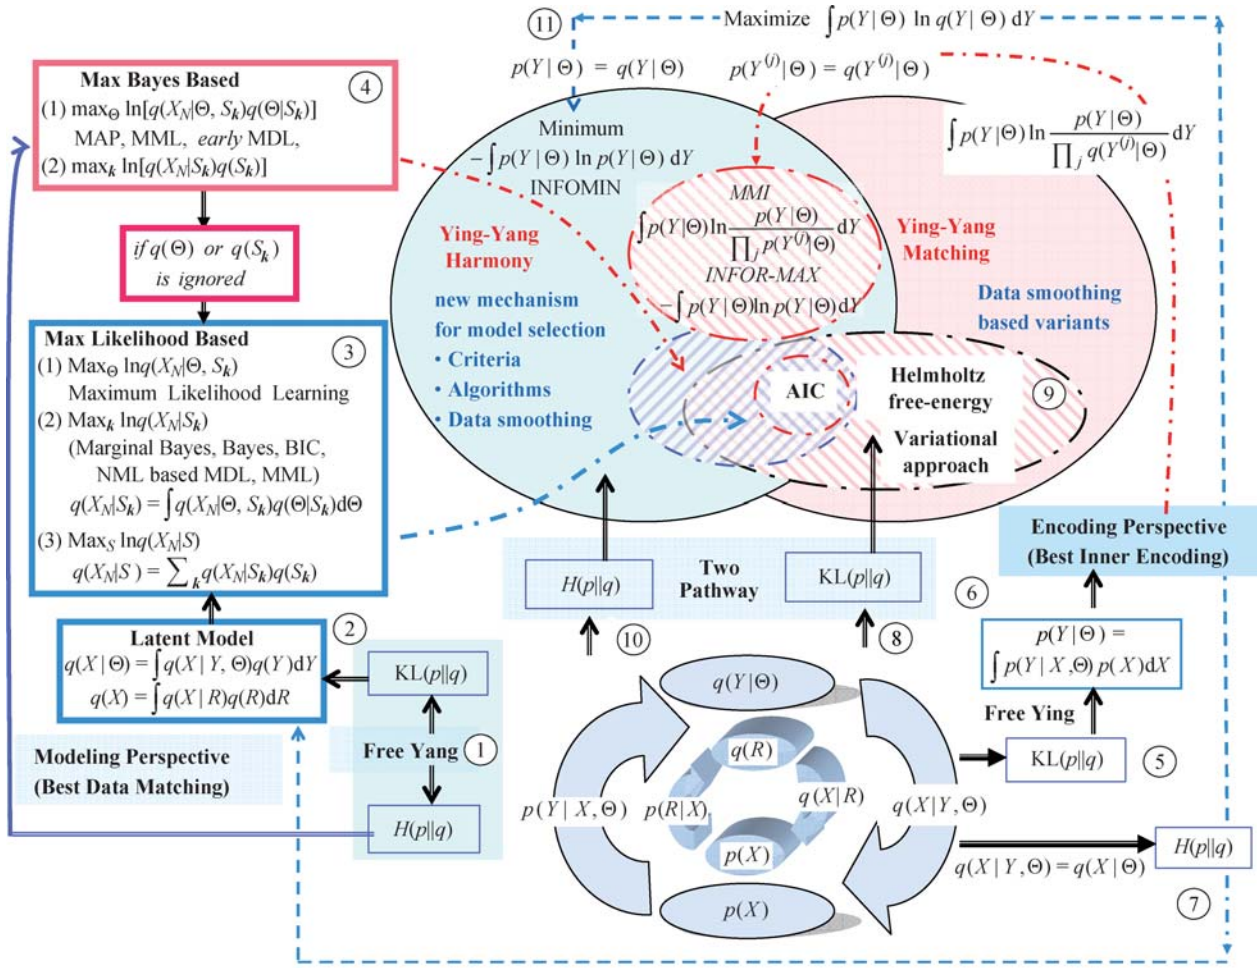 ⑪
Maximize ∫p(Y|Θ) ln q(Y|Θ) dY
p(Y|Θ) = q(Y|Θ)
p(Y^(j)|Θ) = q(Y^(j)|Θ)
Max Bayes Based
④
(1) max_Θ ln[q(X_N|Θ, S_k)q(Θ|S_k)]
MAP, MML, early MDL,
(2) max_k ln[q(X_N|S_k)q(S_k)]
if q(Θ) or q(S_k)
is ignored
Max Likelihood Based
③
(1) Max_Θ lnq(X_N|Θ, S_k)
Maximum Likelihood Learning
(2) Max_k lnq(X_N|S_k)
(Marginal Bayes, Bayes, BIC,
NML based MDL, MML)
q(X_N|S_k) = ∫q(X_N|Θ, S_k)q(Θ|S_k)dΘ
(3) Max_S lnq(X_N|S)
q(X_N|S) = ∑_k q(X_N|S_k)q(S_k)
Latent Model
②
q(X|Θ) = ∫q(X|Y, Θ)q(Y)dY
q(X) = ∫q(X|R)q(R)dR
Modeling Perspective
(Best Data Matching)
KL(p||q)
Free Yang
①
H(p||q)
Minimum
−∫p(Y|Θ) ln p(Y|Θ) dY
INFOMIN
Ying-Yang
Harmony
new mechanism
for model selection
• Criteria
• Algorithms
• Data smoothing
MMI
∫p(Y|Θ)ln p(Y|Θ)/∏_j p(Y^(j)|Θ) dY
INFOR-MAX
−∫p(Y|Θ)ln p(Y|Θ)dY
∫p(Y|Θ)ln p(Y|Θ)/∏_j q(Y^(j)|Θ) dY
Ying-Yang
Matching
Data smoothing
based variants
AIC
Helmholtz
free-energy
⑨
Variational
approach
H(p||q)
Two
Pathway
KL(p||q)
⑩
⑧
Encoding Perspective
(Best Inner Encoding)
⑥
p(Y|Θ) =
∫p(Y|X,Θ)p(X)dX
Free Ying
KL(p||q)
⑤
q(Y|Θ)
q(R)
p(Y|X,Θ)
p(R|X)
q(X|R)
q(X|Y,Θ)
p(X)
p(X)
q(X|Y,Θ) = q(X|Θ)
H(p||q)
⑦